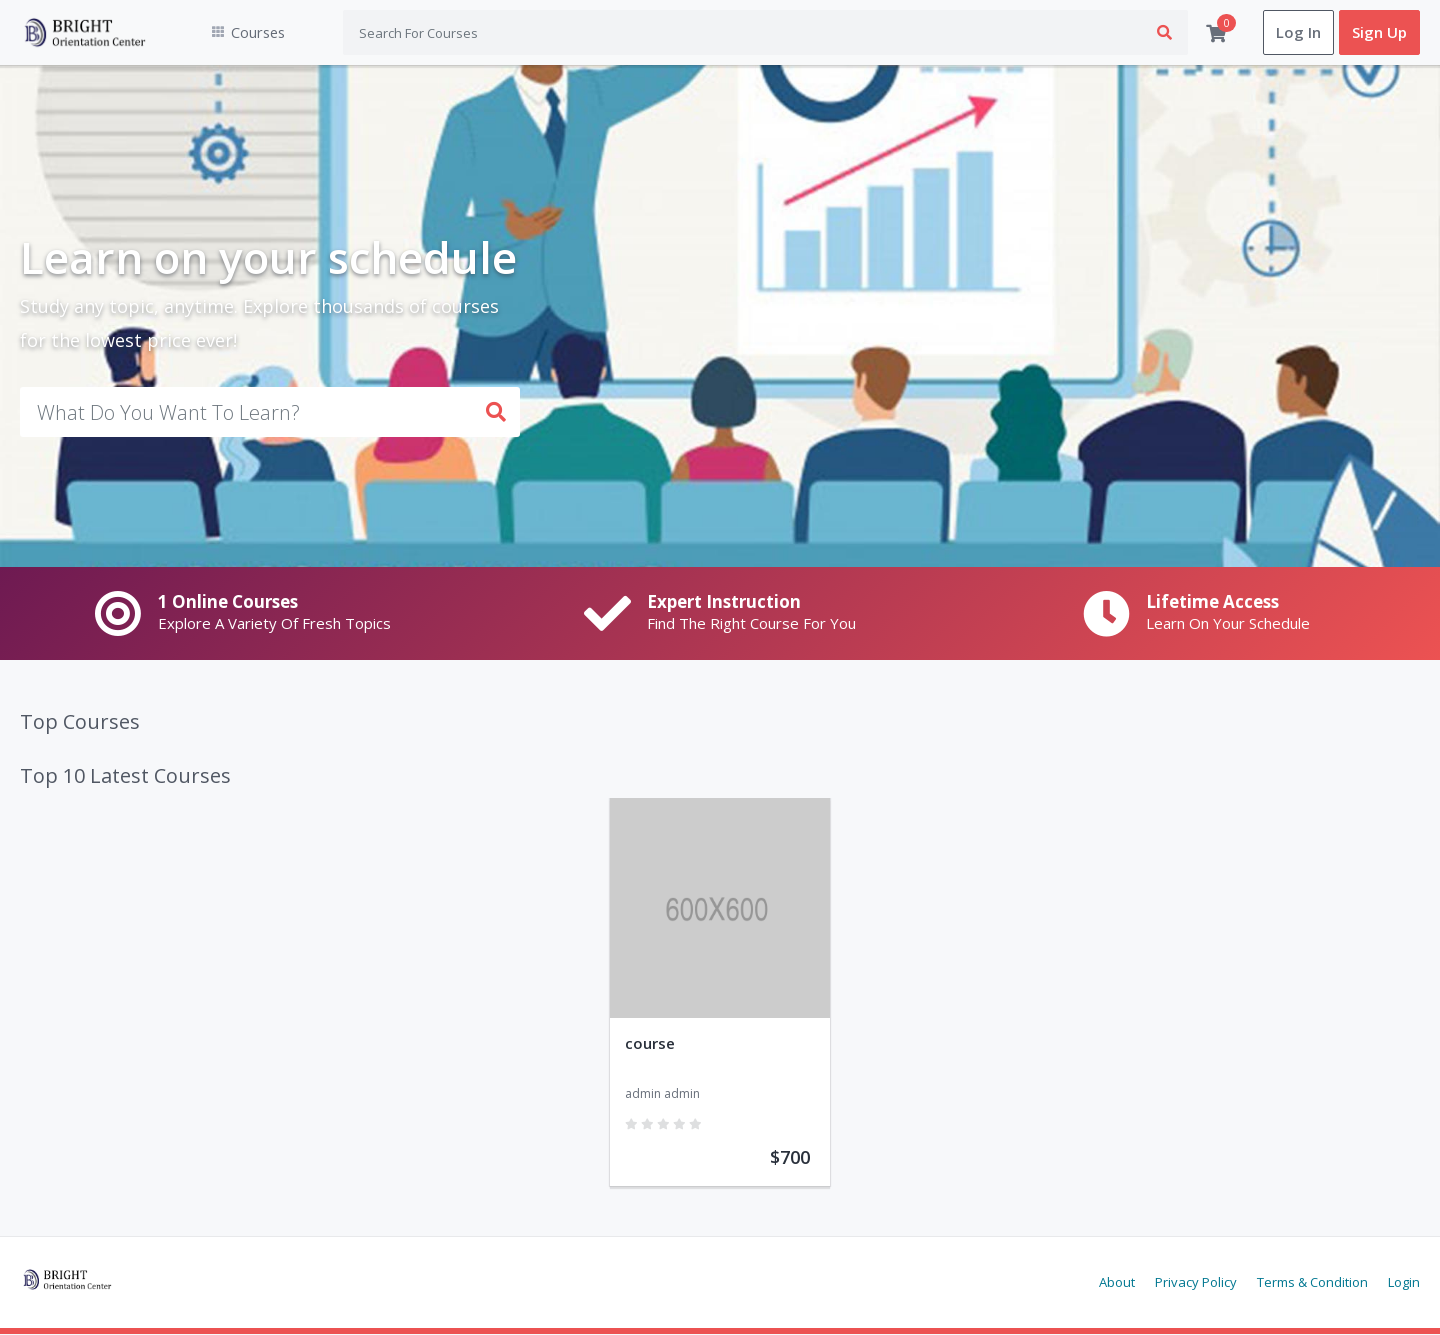 BRIGHT
Orientation Center
Courses
Search For Courses
0
Log In
Sign Up
Learn on your schedule
Study any topic, anytime. Explore thousands of courses
for the lowest price ever!
What Do You Want To Learn?
1 Online Courses
Explore A Variety Of Fresh Topics
Expert Instruction
Find The Right Course For You
Lifetime Access
Learn On Your Schedule
Top Courses
Top 10 Latest Courses
600X600
course
admin admin
$700
BRIGHT
Orientation Center
About
Privacy Policy
Terms & Condition
Login